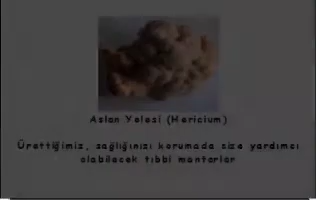 Aslan Yelesi (Hericium)
Ürettiğimiz, sağlığınızı korumada size yardımcı
olabilecek tıbbi mantarlar